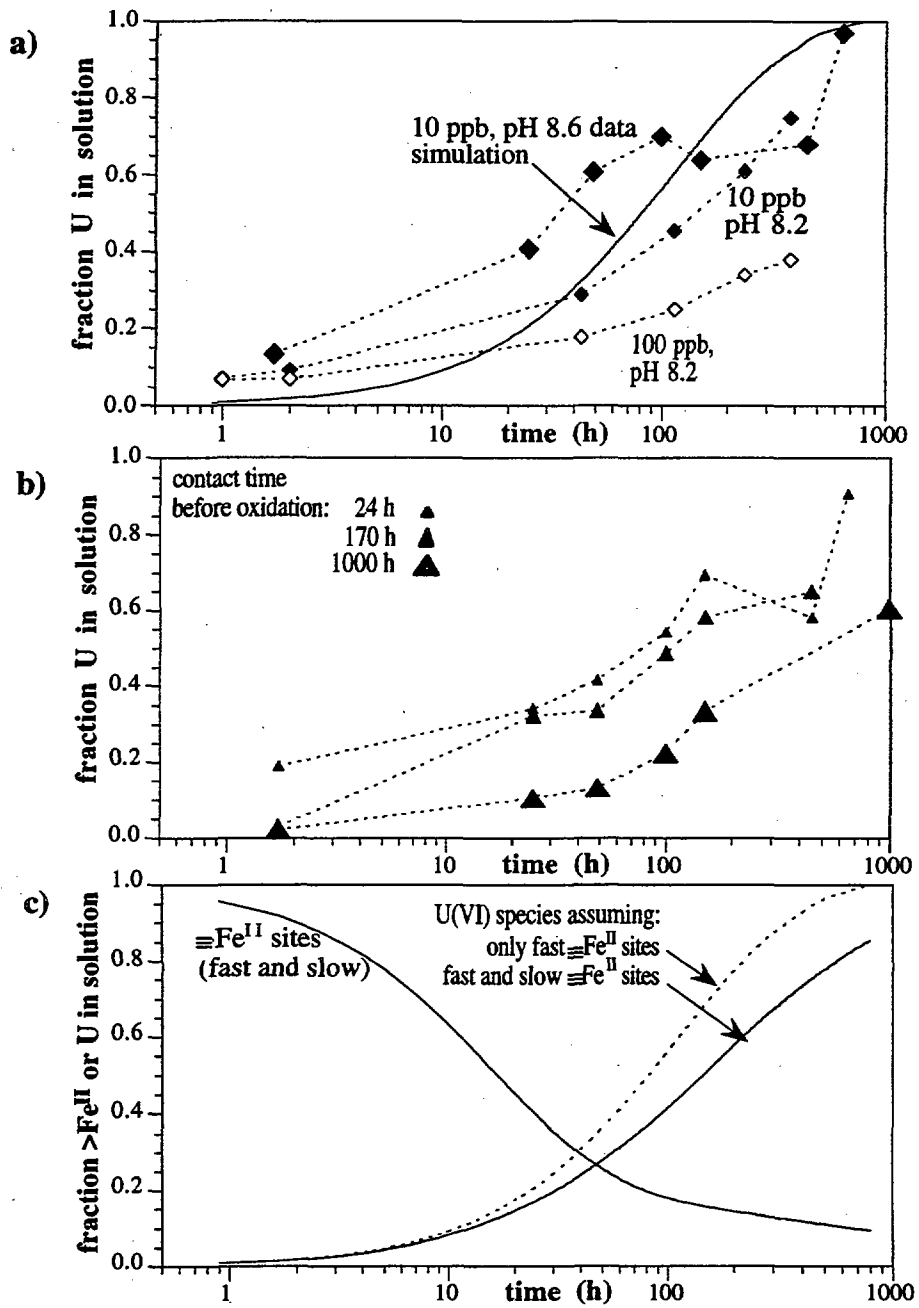 a)
fraction U in solution
1.0
0.8
0.6
0.4
0.2
0.0
10 ppb, pH 8.6 data
simulation
10 ppb
pH 8.2
100 ppb,
pH 8.2
1
10
100
1000
time (h)
b)
fraction U in solution
1.0
0.8
0.6
0.4
0.2
0.0
contact time
before oxidation: 24 h
170 h
1000 h
1
10
100
1000
time (h)
c)
fraction >Fe^II or U in solution
1.0
0.8
0.6
0.4
0.2
0.0
≡Fe^II sites
(fast and slow)
U(VI) species assuming:
only fast ≡Fe^II sites
fast and slow ≡Fe^II sites
1
10
100
1000
time (h)